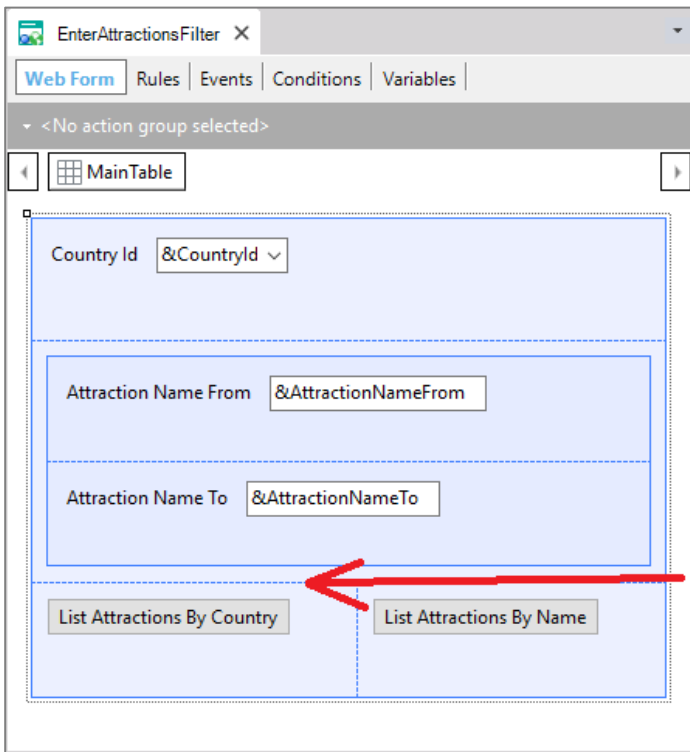 EnterAttractionsFilter
Web Form Rules Events Conditions Variables
<No action group selected>
MainTable
Country Id &CountryId
Attraction Name From &AttractionNameFrom
Attraction Name To &AttractionNameTo
List Attractions By Country List Attractions By Name